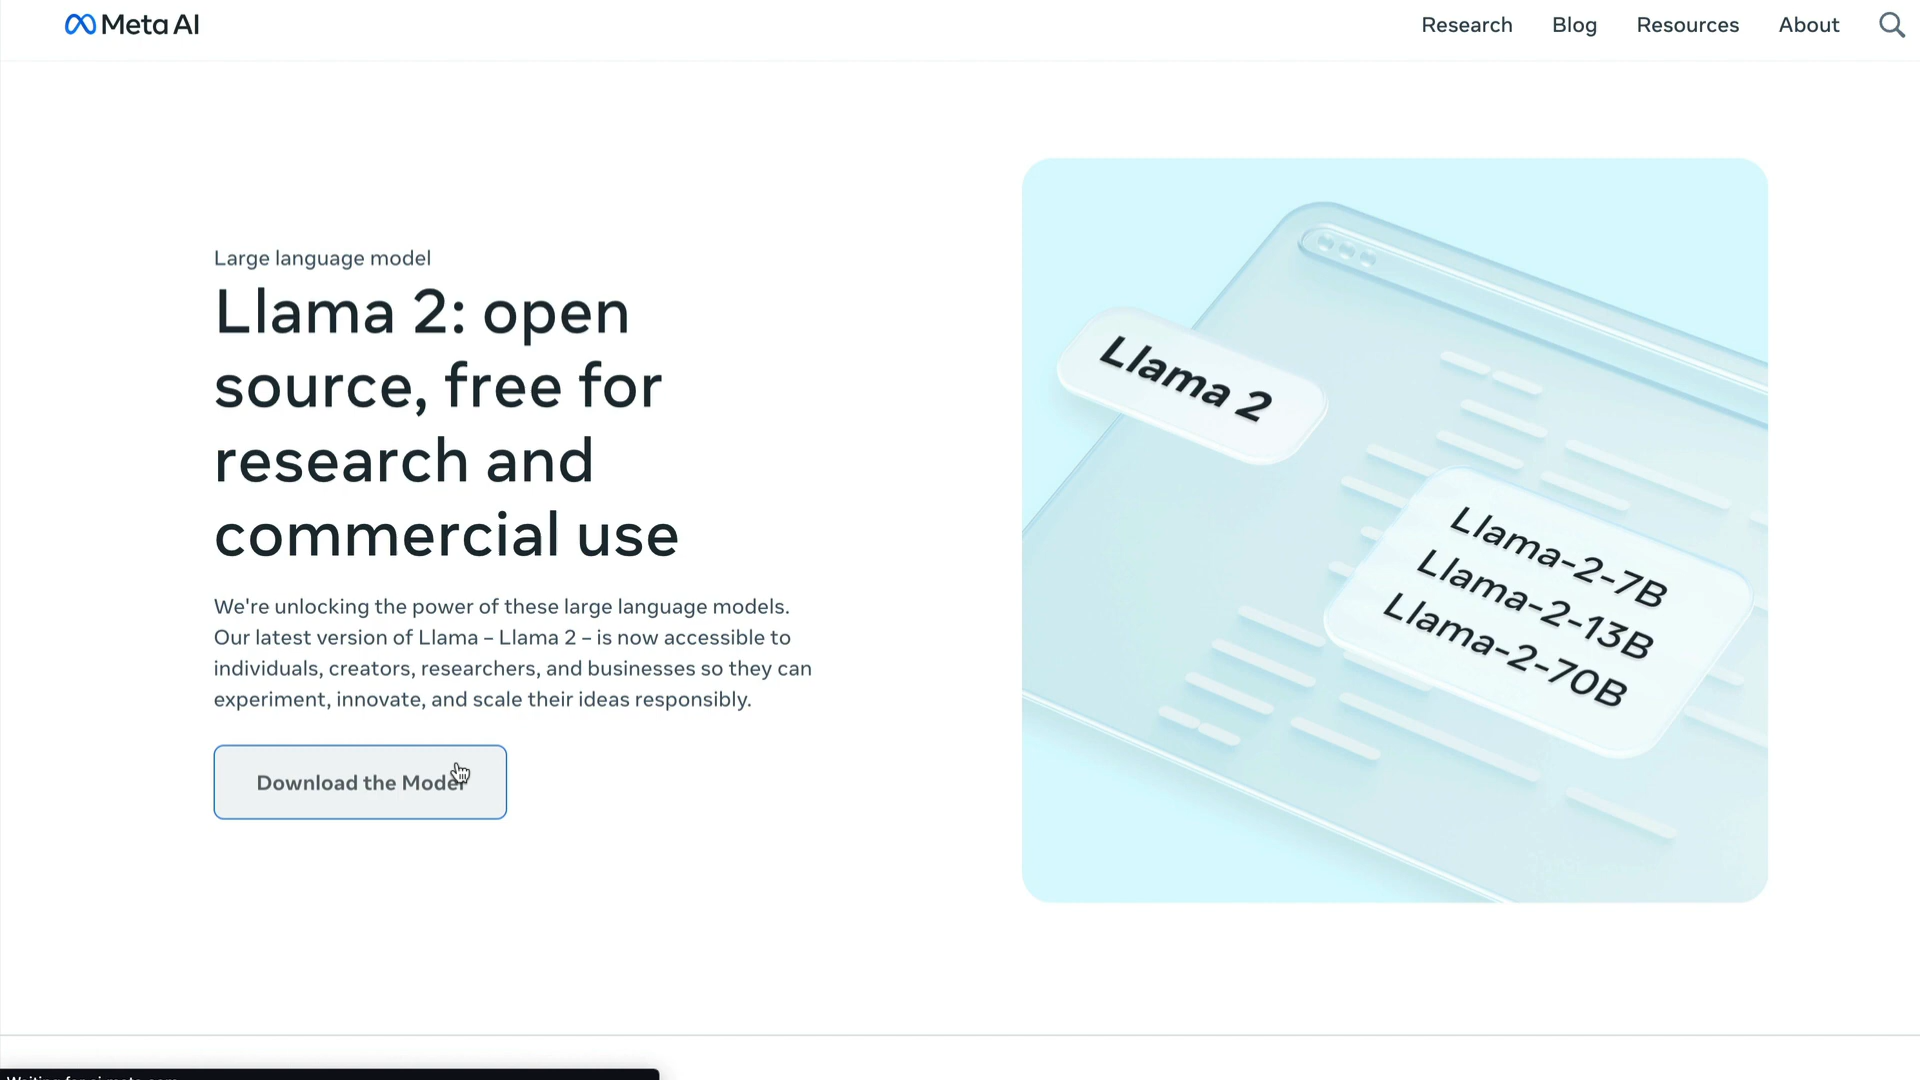 Meta AI
Research
Blog
Resources
About
Large language model
Llama 2: open
source, free for
research and
commercial use
We're unlocking the power of these large language models.
Our latest version of Llama – Llama 2 – is now accessible to
individuals, creators, researchers, and businesses so they can
experiment, innovate, and scale their ideas responsibly.
Download the Model
Llama 2
Llama-2-7B
Llama-2-13B
Llama-2-70B